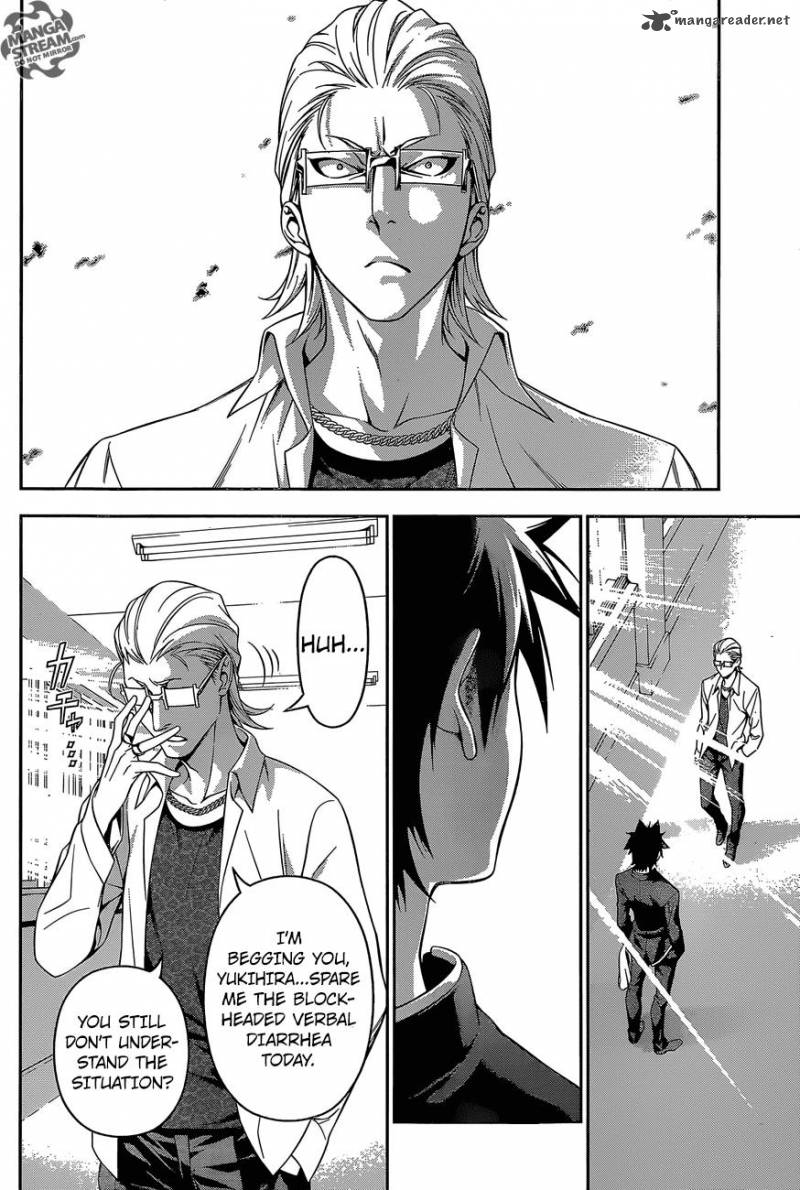 MANGA
STREAM.com
DO NOT MIRROR
mangareader.net
HUH...
I'M
BEGGING YOU,
YUKIHIRA...SPARE
ME THE BLOCK-
HEADED VERBAL
DIARRHEA
TODAY.
YOU STILL
DON'T UNDER-
STAND THE
SITUATION?
カチャ...